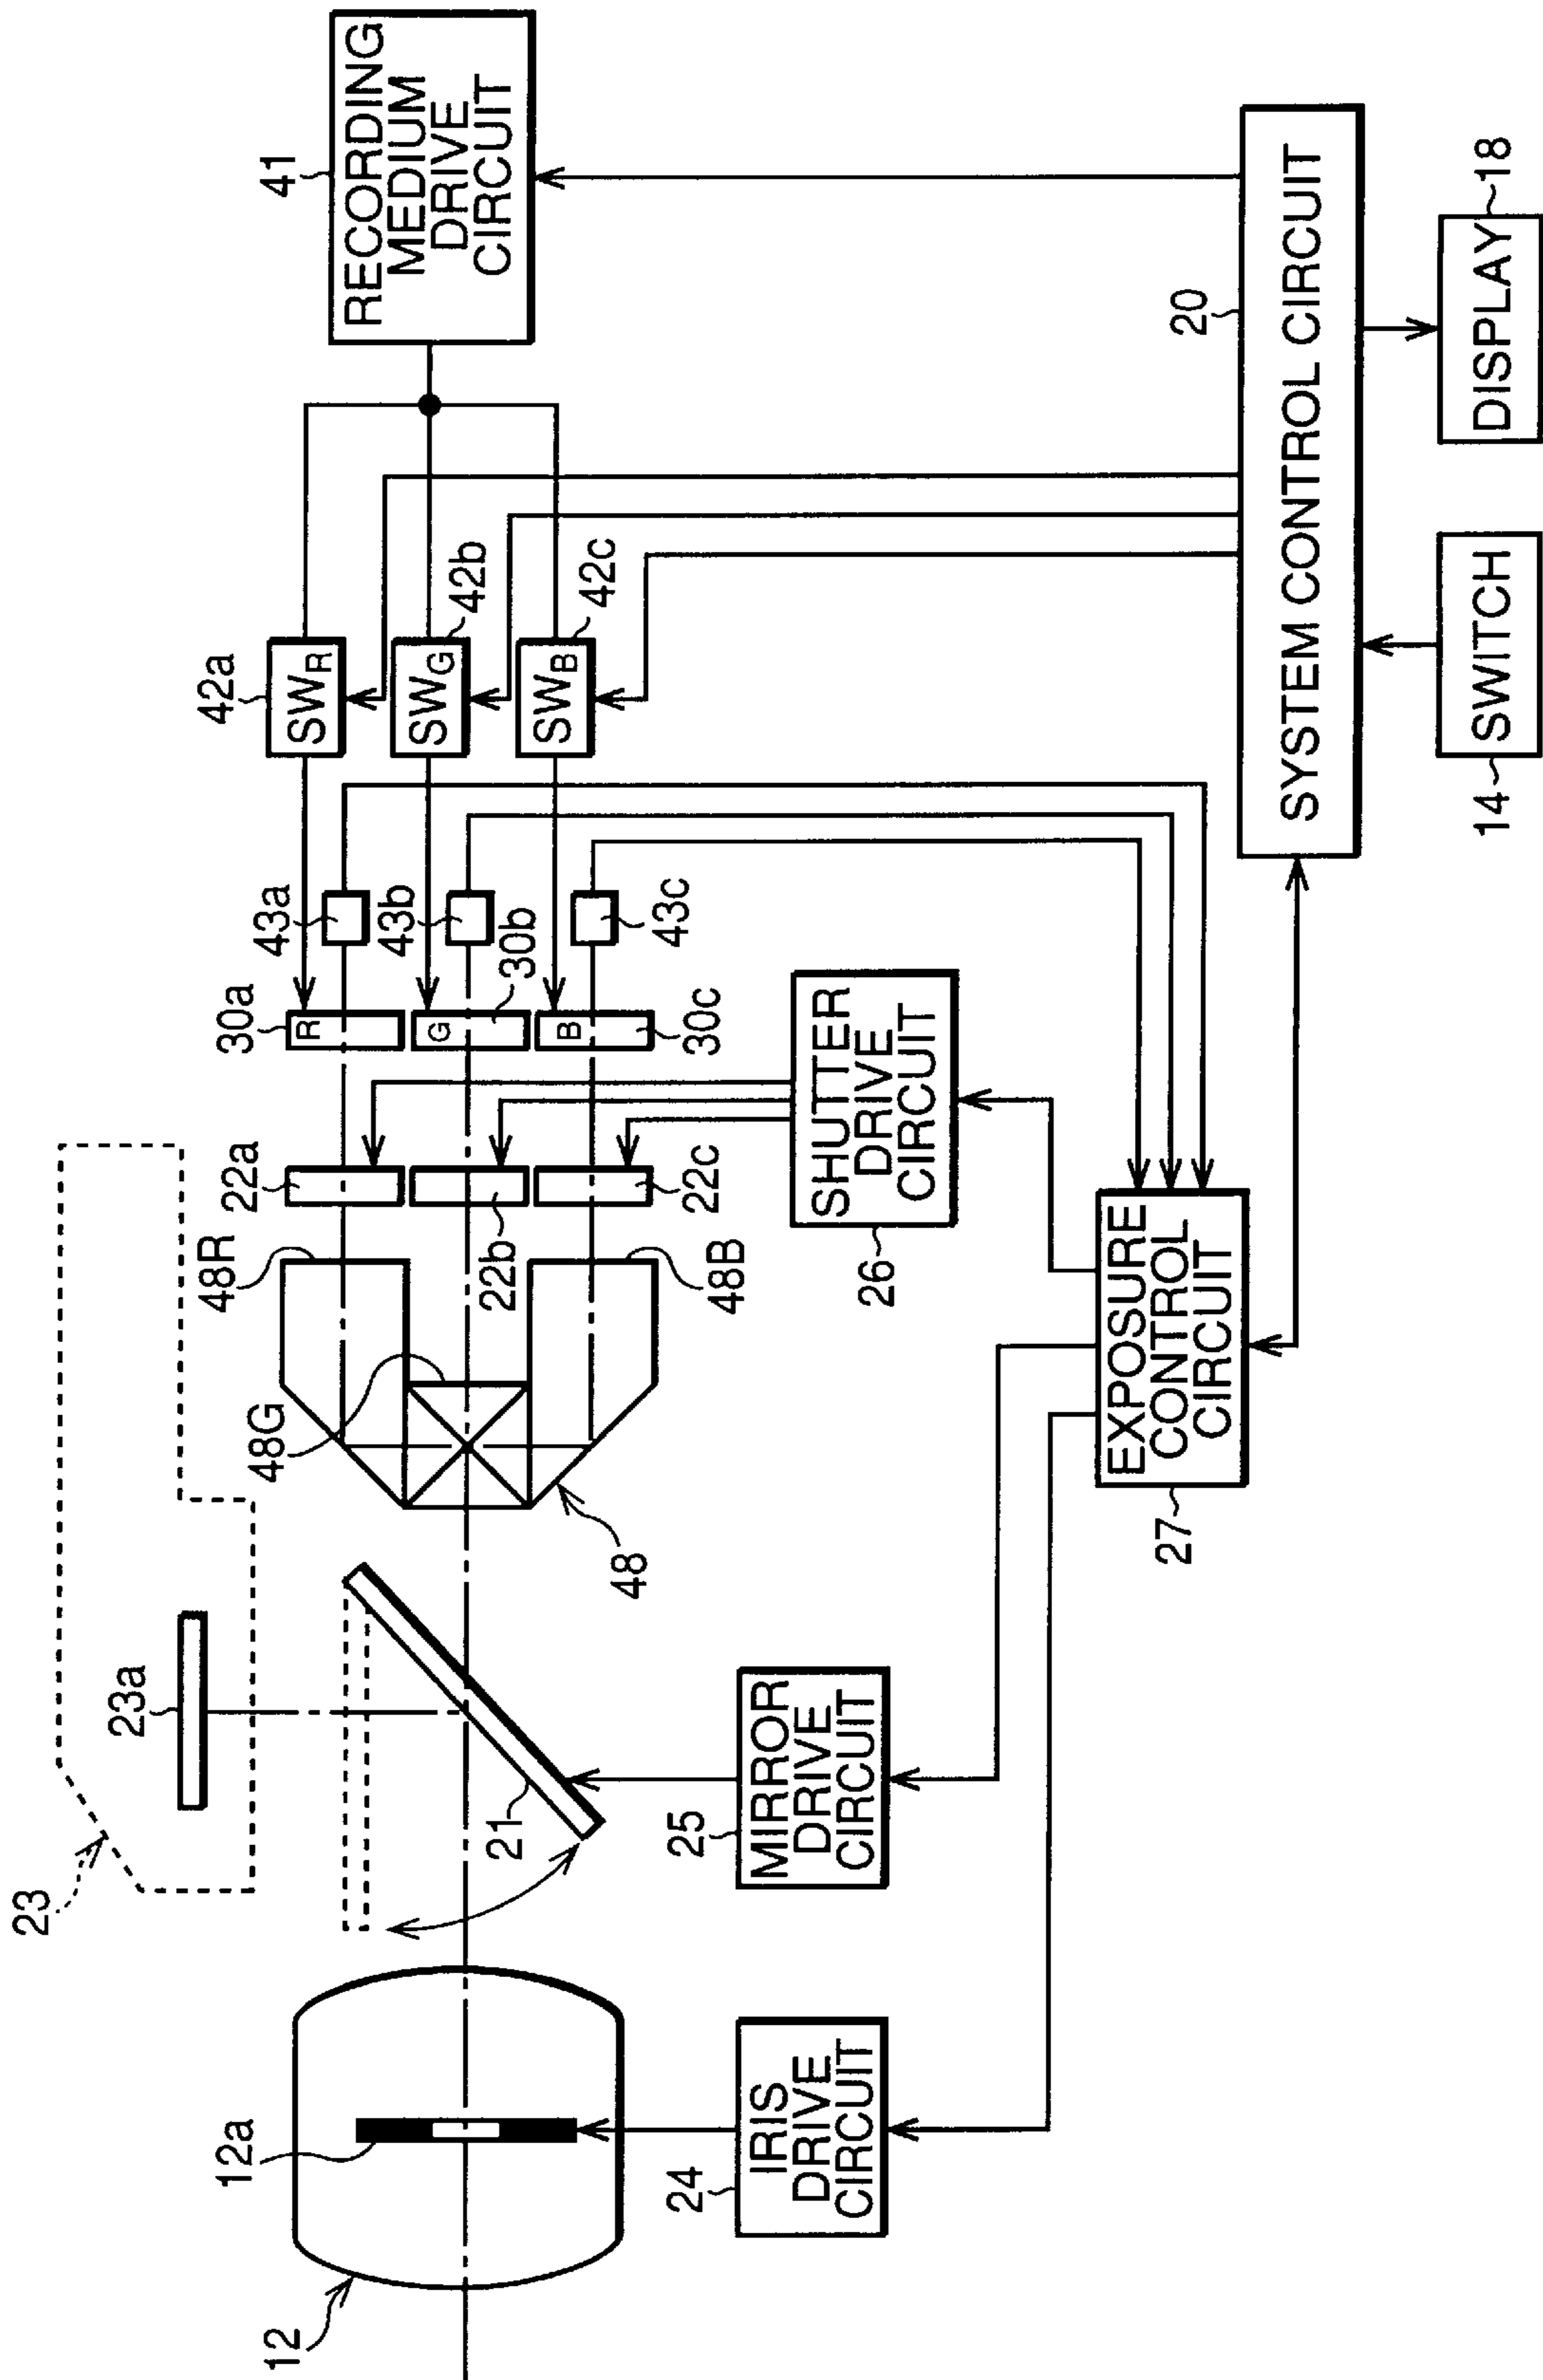 12
12a
23
23a
21
48
48G
48R
48B
22a
22b
22c
30a
R
G
30b
B
30c
43a
43b
43c
42a
SWR
SWG
42b
SWB
42c
41
RECORDING
MEDIUM
DRIVE
CIRCUIT
24
IRIS
DRIVE
CIRCUIT
25
MIRROR
DRIVE
CIRCUIT
26
SHUTTER
DRIVE
CIRCUIT
27
EXPOSURE
CONTROL
CIRCUIT
20
SYSTEM CONTROL CIRCUIT
14
SWITCH
DISPLAY
18